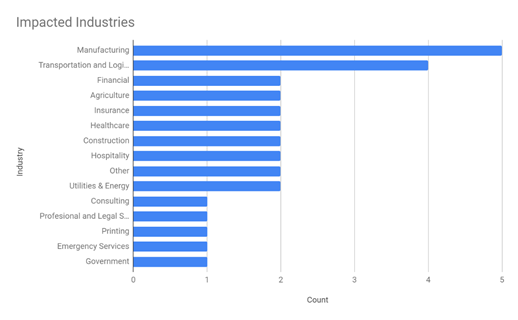 Impacted Industries
Manufacturing
Transportation and Logi...
Financial
Agriculture
Insurance
Healthcare
Construction
Hospitality
Other
Utilities & Energy
Consulting
Profesional and Legal S...
Printing
Emergency Services
Government
Industry
0 1 2 3 4 5
Count